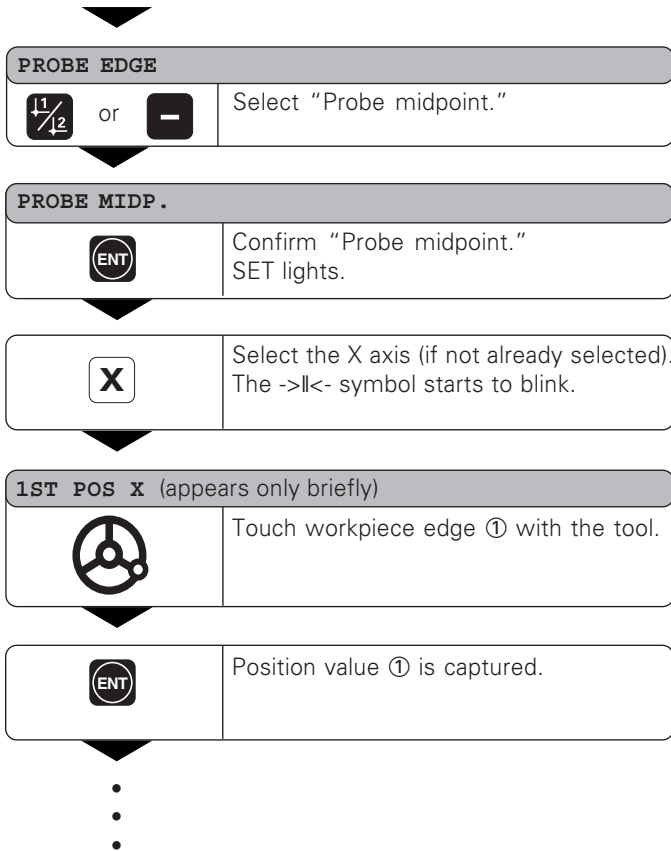 PROBE EDGE
1 2 or – Select “Probe midpoint.”
PROBE MIDP.
ENT Confirm “Probe midpoint.”
SET lights.
X Select the X axis (if not already selected).
The ->‖<- symbol starts to blink.
1ST POS X (appears only briefly)
Touch workpiece edge ① with the tool.
ENT Position value ① is captured.
•
•
•